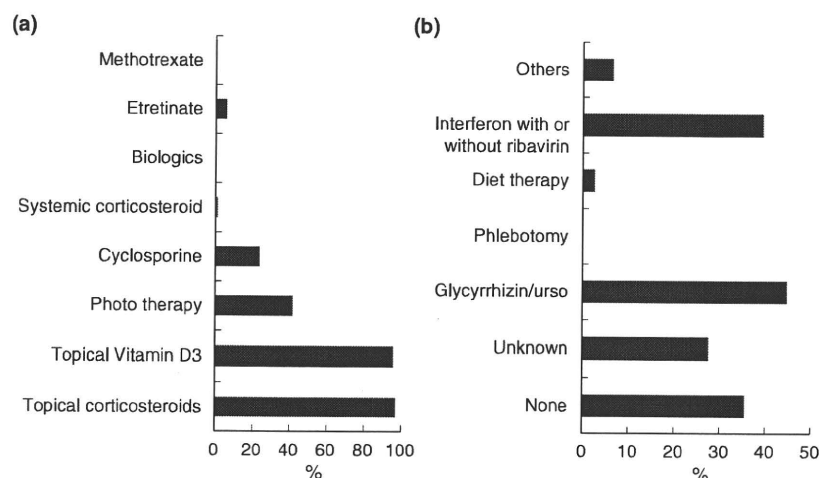 (a)
Methotrexate
Etretinate
Biologics
Systemic corticosteroid
Cyclosporine
Photo therapy
Topical Vitamin D3
Topical corticosteroids
0 20 40 60 80 100
%
(b)
Others
Interferon with or
without ribavirin
Diet therapy
Phlebotomy
Glycyrrhizin/urso
Unknown
None
0 10 20 30 40 50
%